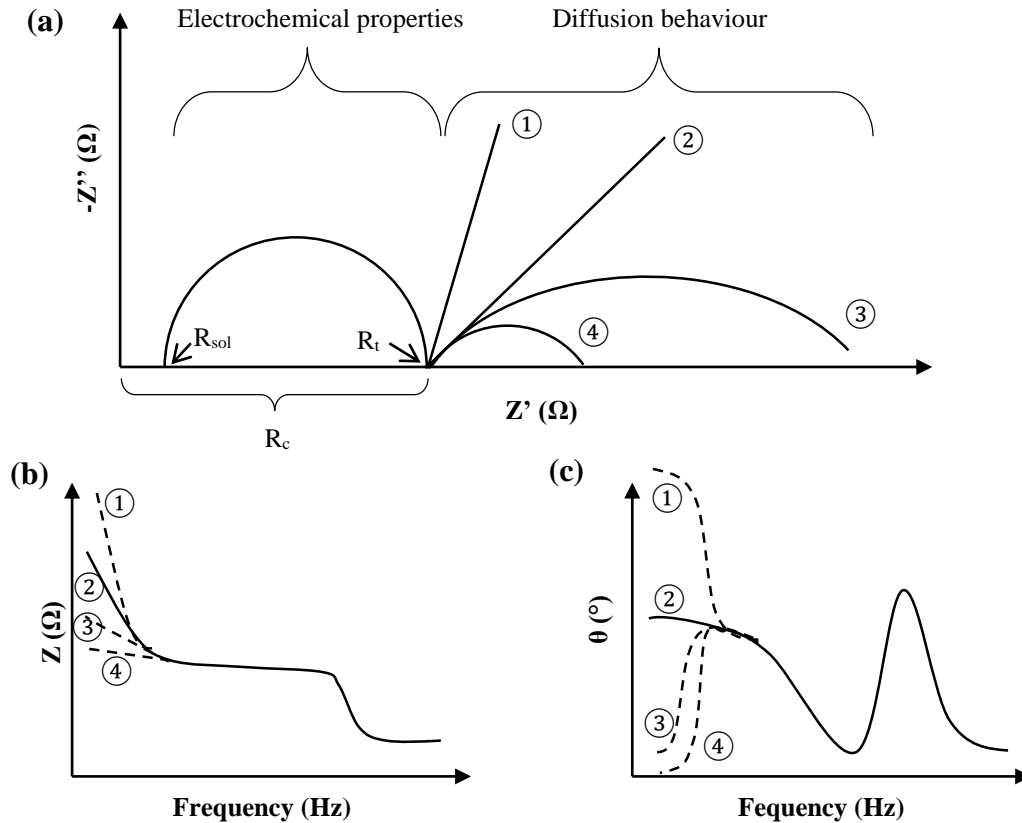 (a)
Electrochemical properties
Diffusion behaviour
-Z’’ (Ω)
①
②
③
④
R_sol
R_t
R_c
Z’ (Ω)
(b)
Z (Ω)
①
②
③
④
Frequency (Hz)
(c)
θ (°)
①
②
③
④
Fequency (Hz)